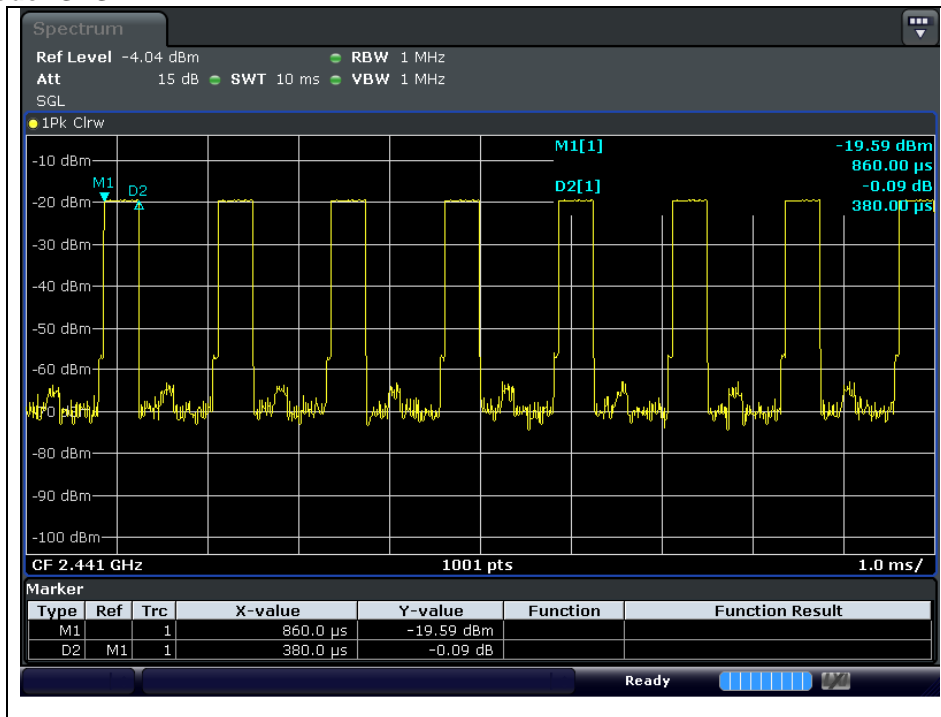 Spectrum
Ref Level -4.04 dBm RBW 1 MHz
Att 15 dB SWT 10 ms VBW 1 MHz
SGL
1Pk Clrw
M1[1] -19.59 dBm
860.00 µs
D2[1] -0.09 dB
380.00 µs
M1
D2
-10 dBm
-20 dBm
-30 dBm
-40 dBm
-50 dBm
-60 dBm
-80 dBm
-90 dBm
-100 dBm
CF 2.441 GHz 1001 pts 1.0 ms/
Marker
Type Ref Trc X-value Y-value Function Function Result
M1 1 860.0 µs -19.59 dBm
D2 M1 1 380.0 µs -0.09 dB
Ready